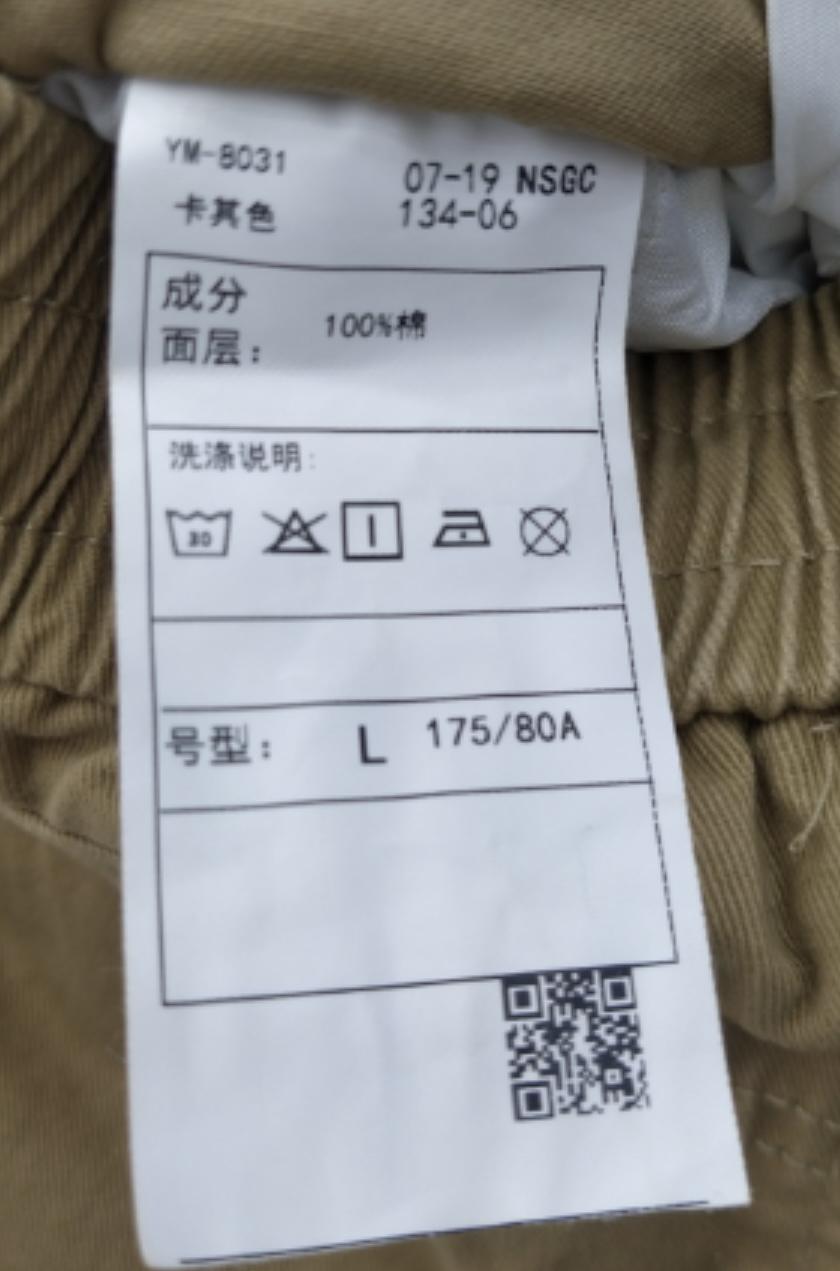 YM-8031
07-19 NSGC
卡其色
134-06
成分
面层：
100%棉
洗涤说明:
30
号型：
L
175/80A